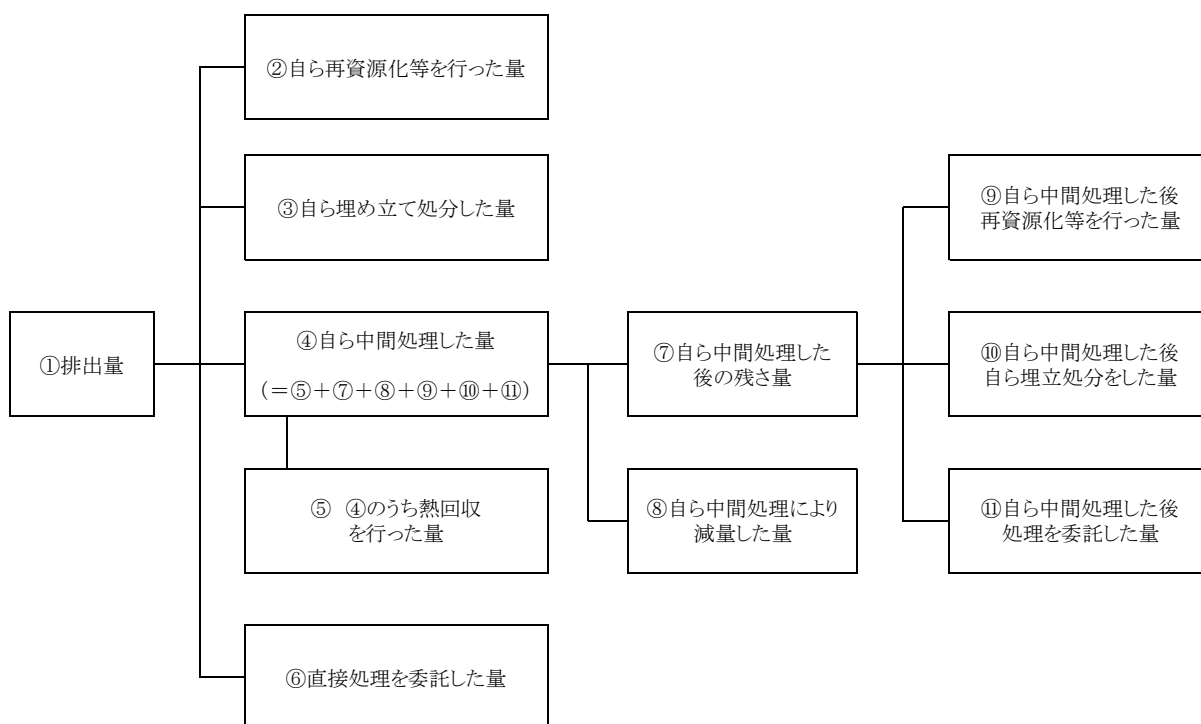 ②自ら再資源化等を行った量
③自ら埋め立て処分した量
⑨自ら中間処理した後
再資源化等を行った量
①排出量
④自ら中間処理した量
(=⑤+⑦+⑧+⑨+⑩+⑪)
⑦自ら中間処理した
後の残さ量
⑩自ら中間処理した後
自ら埋立処分をした量
⑤ ④のうち熱回収
を行った量
⑧自ら中間処理により
減量した量
⑪自ら中間処理した後
処理を委託した量
⑥直接処理を委託した量